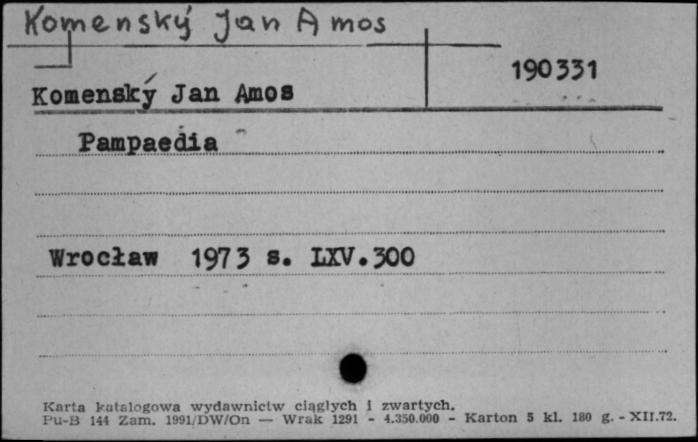 Komenský Jan Amos
190331
Komenský Jan Amos
Pampaedia
Wrocław 1973 s. LXV.300
Karta katalogowa wydawnictw ciągłych i zwartych.
Pu-B 144 Zam. 1991/DW/On — Wrak 1291 - 4.350.000 - Karton 5 kl. 180 g. - XII.72.